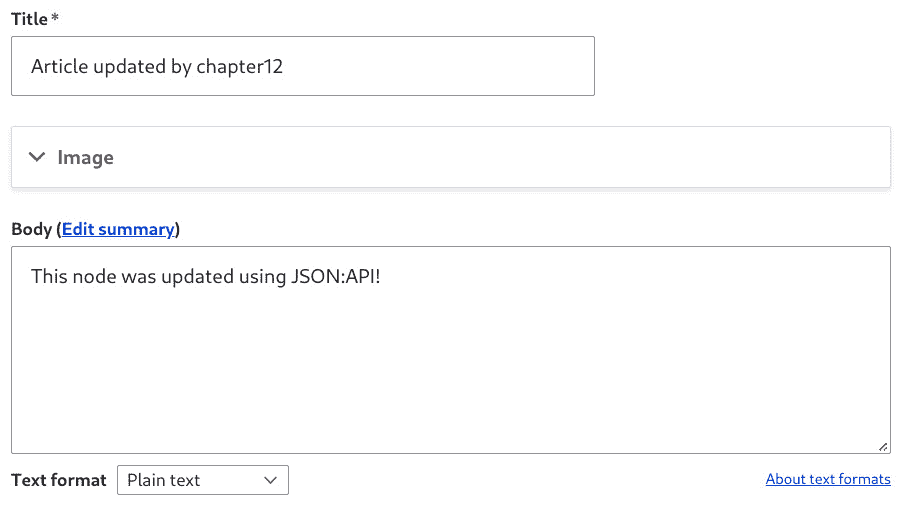 Title*
Article updated by chapter12
Image
Body (Edit summary)
This node was updated using JSON:API!
Text format Plain text About text formats